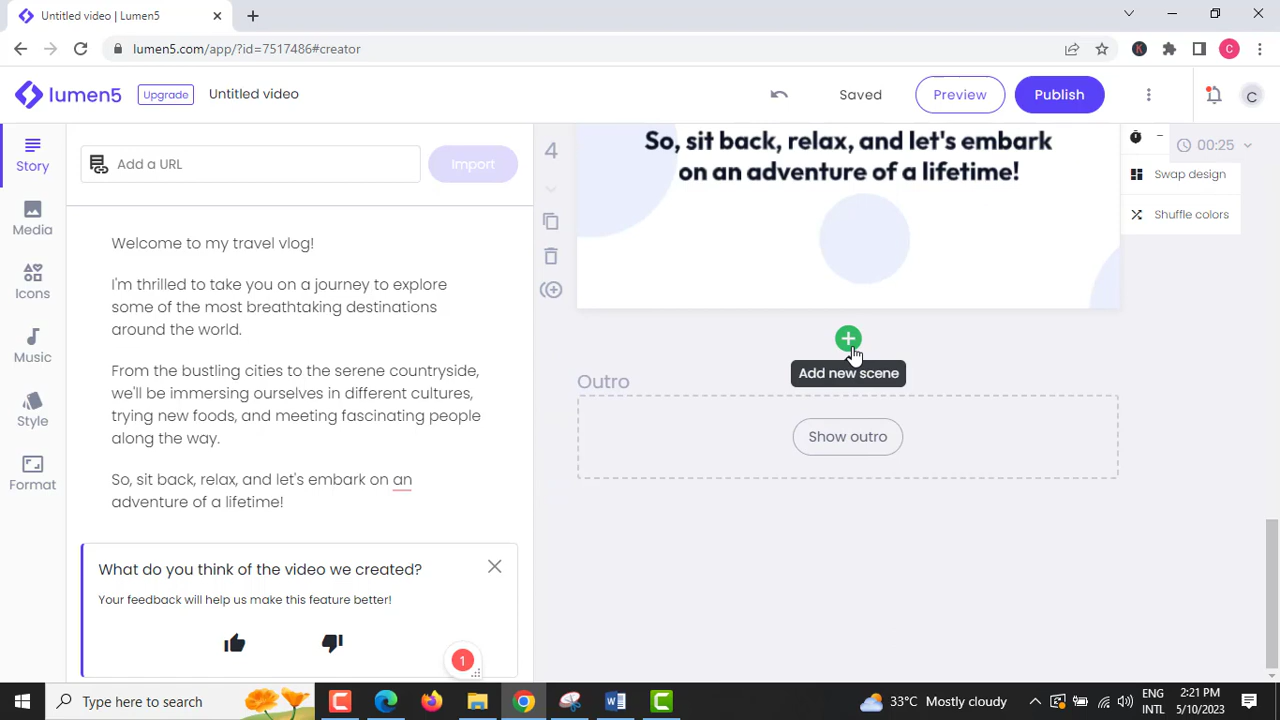 Untitled video | Lumen5
lumen5.com/app/?id=7517486#creator
K
C
lumen5
Upgrade
Untitled video
Saved
Preview
Publish
C
Story
Media
Icons
Music
Style
Format
Add a URL
Import
Welcome to my travel vlog!
I'm thrilled to take you on a journey to explore
some of the most breathtaking destinations
around the world.
From the bustling cities to the serene countryside,
we'll be immersing ourselves in different cultures,
trying new foods, and meeting fascinating people
along the way.
So, sit back, relax, and let's embark on an
adventure of a lifetime!
What do you think of the video we created?
Your feedback will help us make this feature better!
1
4
So, sit back, relax, and let's embark
on an adventure of a lifetime!
00:25
Swap design
Shuffle colors
Add new scene
Outro
Show outro
Type here to search
33°C Mostly cloudy
ENG
INTL
2:21 PM
5/10/2023